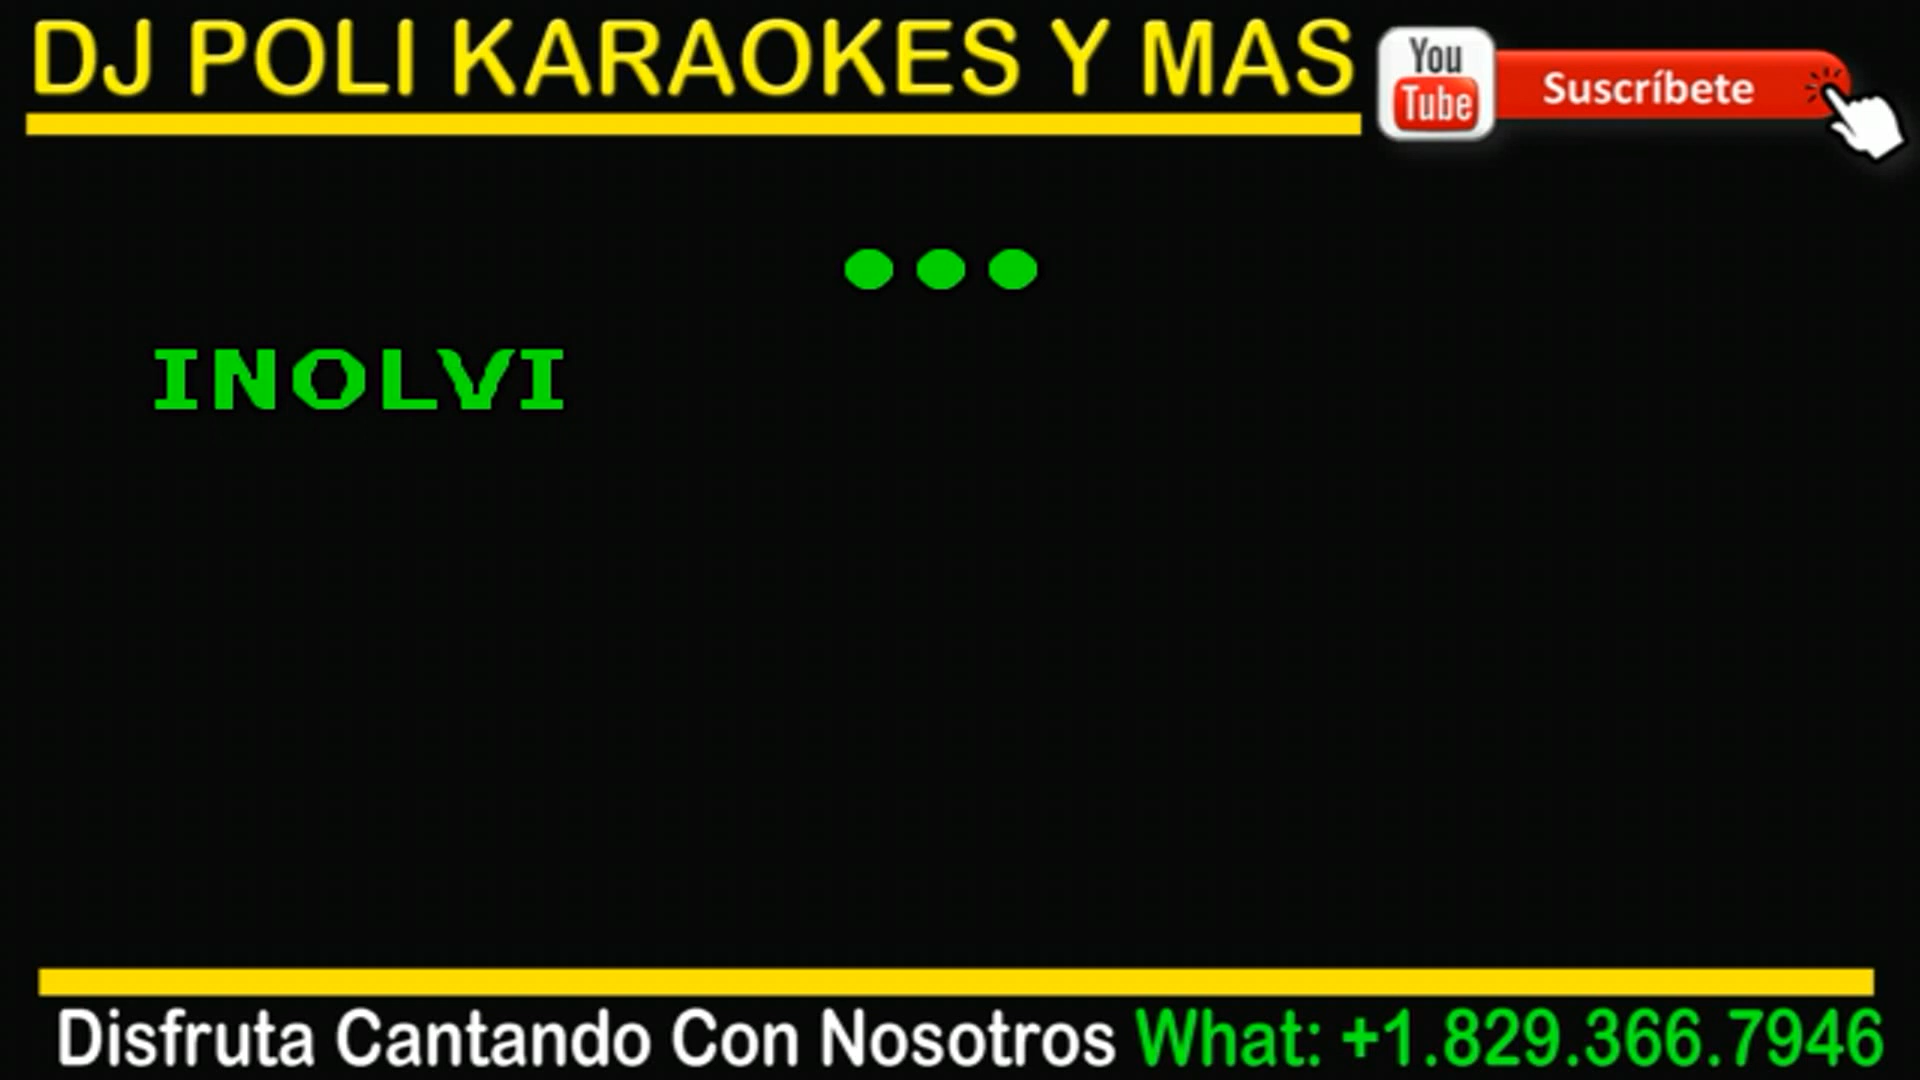 DJ POLI KARAOKES Y MAS
You
Tube
Suscríbete
●●●
INOLVI
Disfruta Cantando Con Nosotros What: +1.829.366.7946